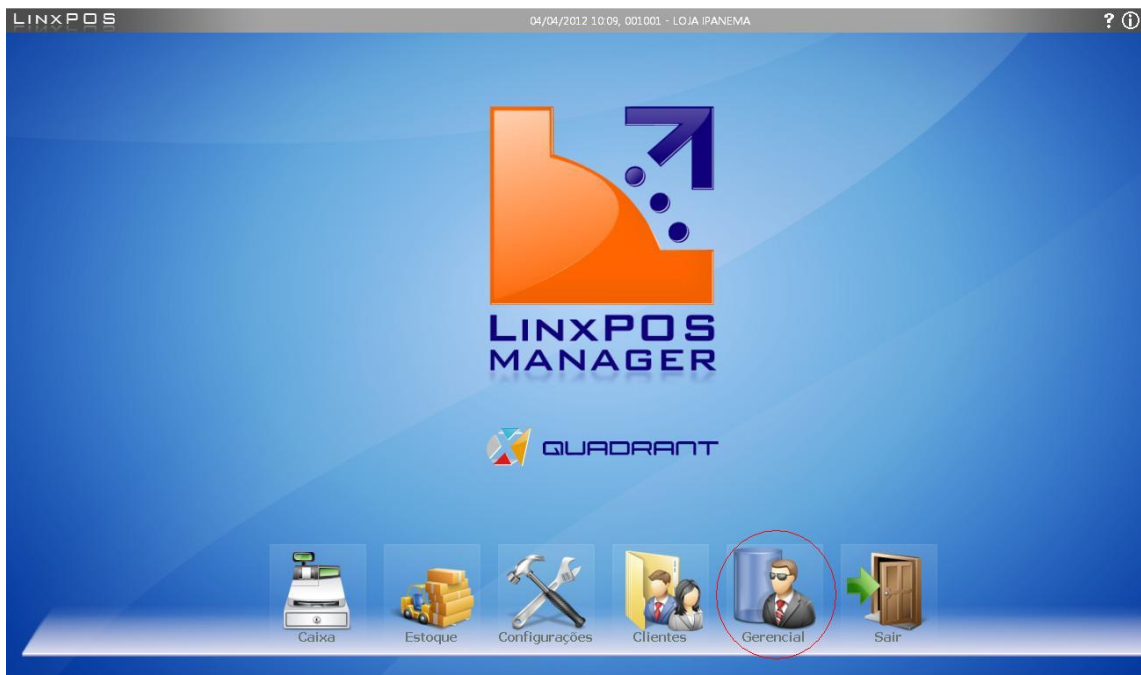 LINXPOS
04/04/2012 10:09, 001001 - LOJA IPANEMA
? i
LINXPOS
MANAGER
QUADRANT
Caixa Estoque Configurações Clientes Gerencial Sair